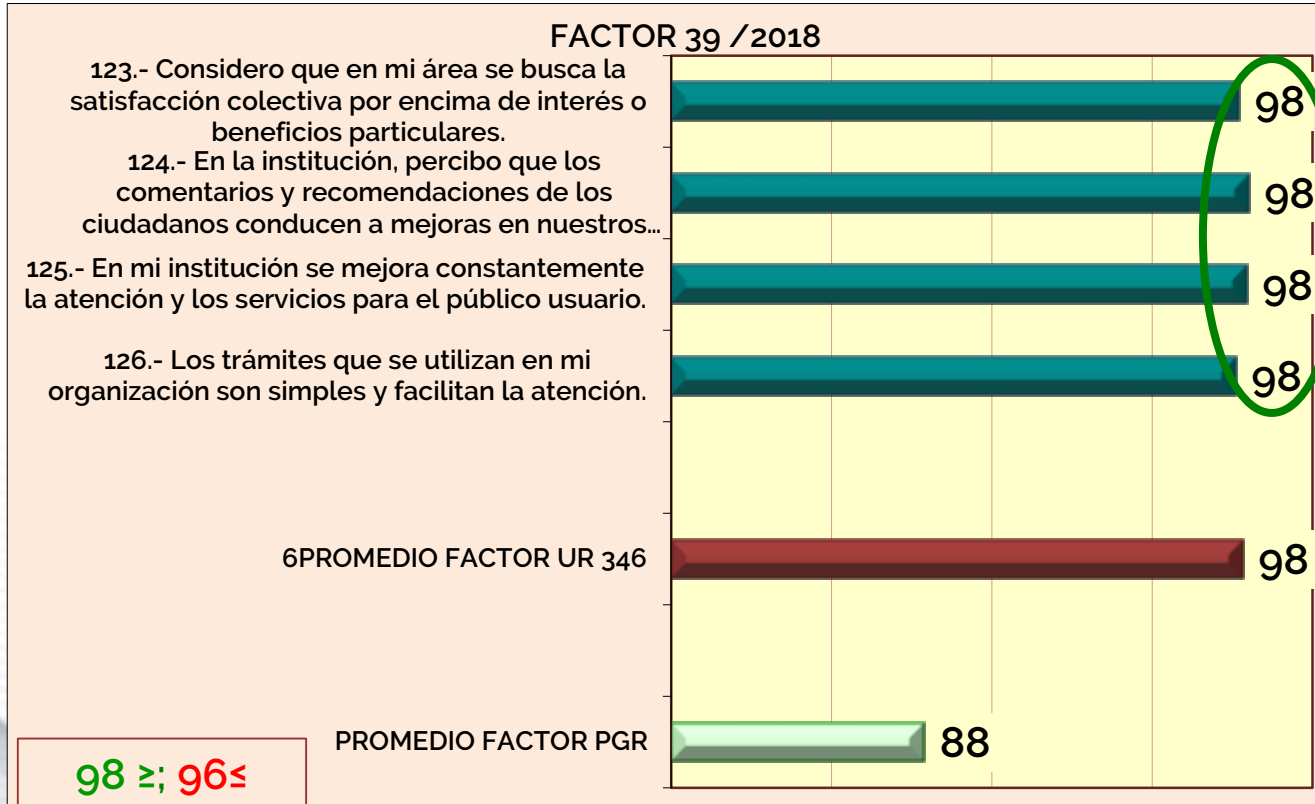 FACTOR 39 /2018
123.- Considero que en mi área se busca la
satisfacción colectiva por encima de interés o
beneficios particulares.
98
124.- En la institución, percibo que los
comentarios y recomendaciones de los
ciudadanos conducen a mejoras en nuestros...
98
125.- En mi institución se mejora constantemente
la atención y los servicios para el público usuario.
98
126.- Los trámites que se utilizan en mi
organización son simples y facilitan la atención.
98
6PROMEDIO FACTOR UR 346
98
PROMEDIO FACTOR PGR
88
98 ≥; 96≤